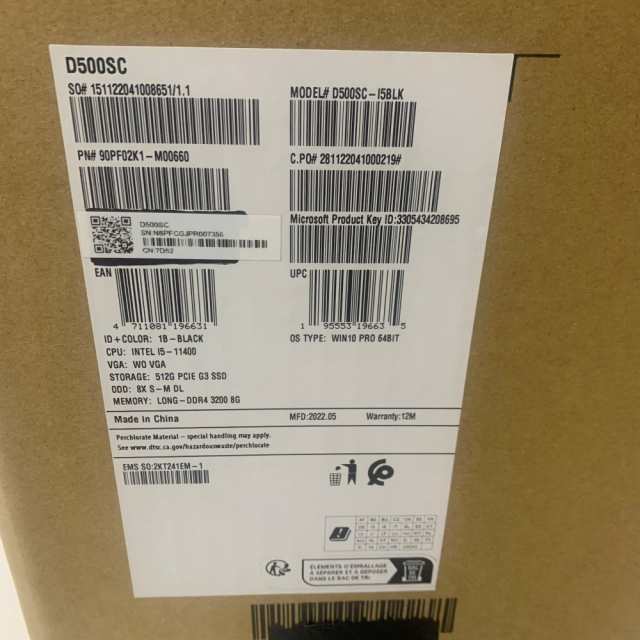 D500SC
SO# 151122041008651/1.1
MODEL# D500SC-I5BLK
PN# 90PF02K1-M00660
C.PO# 281122041000219#
Microsoft Product Key ID:3305434208695
D500SC
SN:N6PFCGJPR007356
CN:7D52
EAN
4 711081 196631
UPC
1 95553 19663 5
ID+COLOR: 1B-BLACK
OS TYPE: WIN10 PRO 64BIT
CPU: INTEL I5-11400
VGA: WO VGA
STORAGE: 512G PCIE G3 SSD
ODD: 8X S-M DL
MEMORY: LONG-DDR4 3200 8G
Made in China
MFD:2022.05
Warranty:12M
Perchlorate Material - special handling may apply.
See www.dtsc.ca.gov/hazardouswaste/perchlorate
EMS SO:2KT241EM-1
ÉLÉMENTS D'EMBALLAGE
À SÉPARER ET À DÉPOSER
DANS LE BAC DE TRI